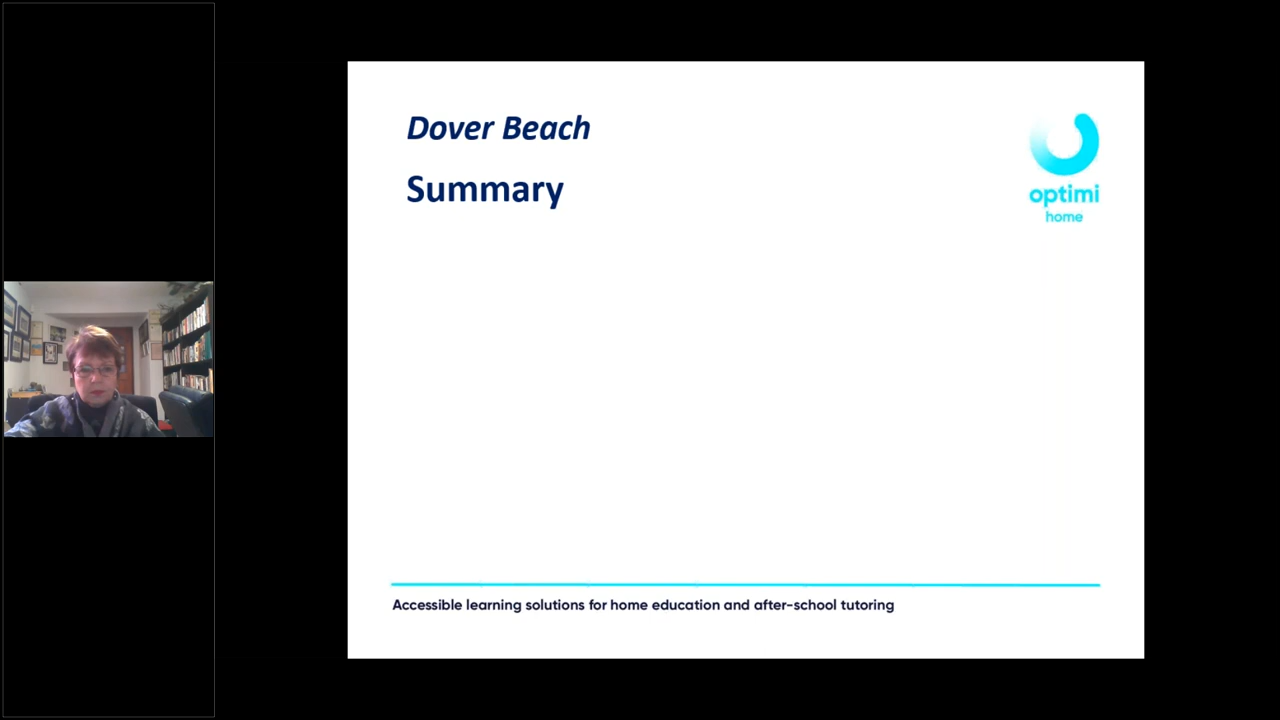 Dover Beach
Summary
optimi
home
Accessible learning solutions for home education and after-school tutoring